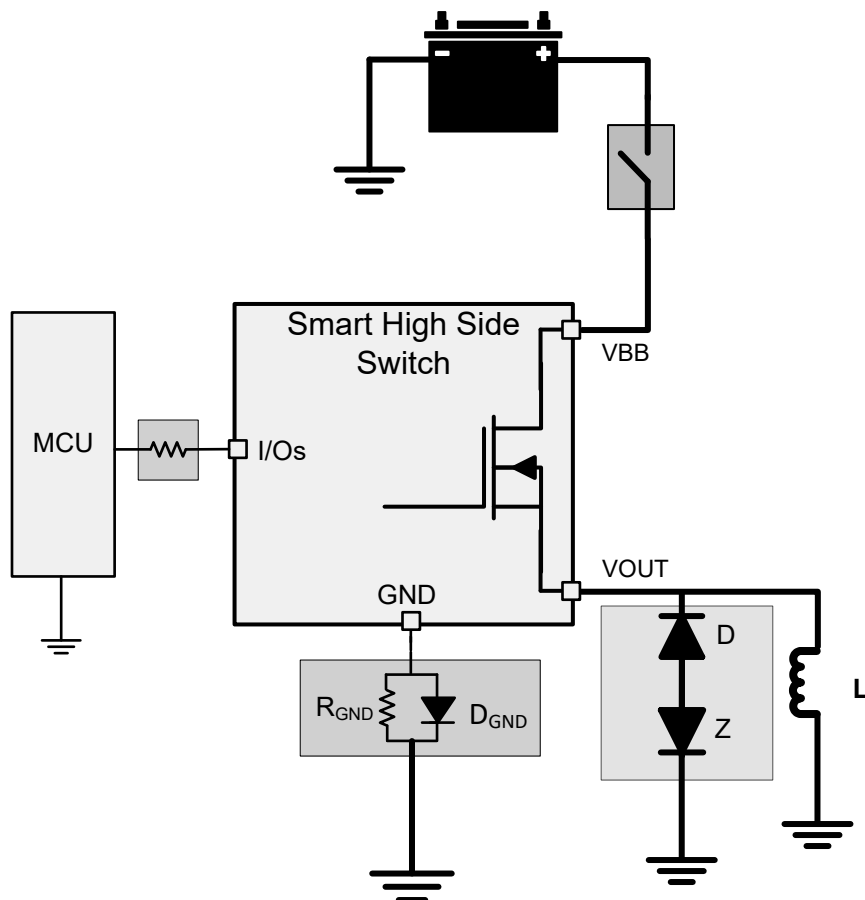 Smart High Side
Switch
VBB
MCU
I/Os
VOUT
GND
D
L
RGND
DGND
Z